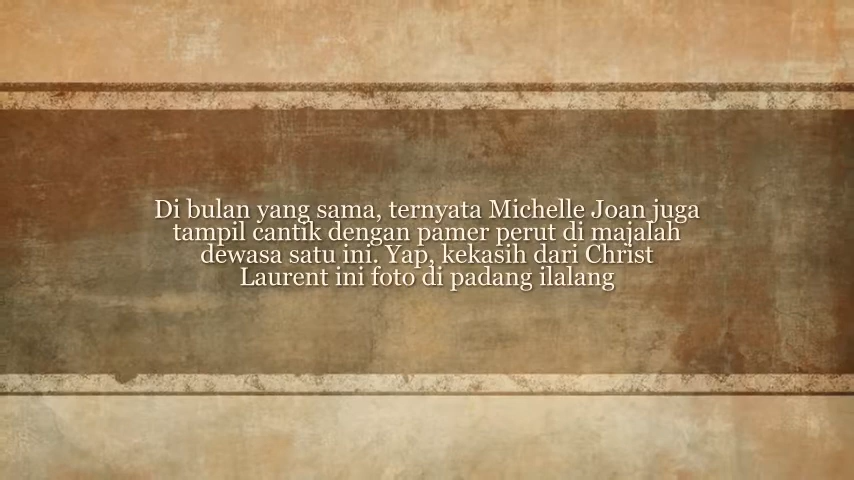 Di bulan yang sama, ternyata Michelle Joan juga
tampil cantik dengan pamer perut di majalah
dewasa satu ini. Yap, kekasih dari Christ
Laurent ini foto di padang ilalang